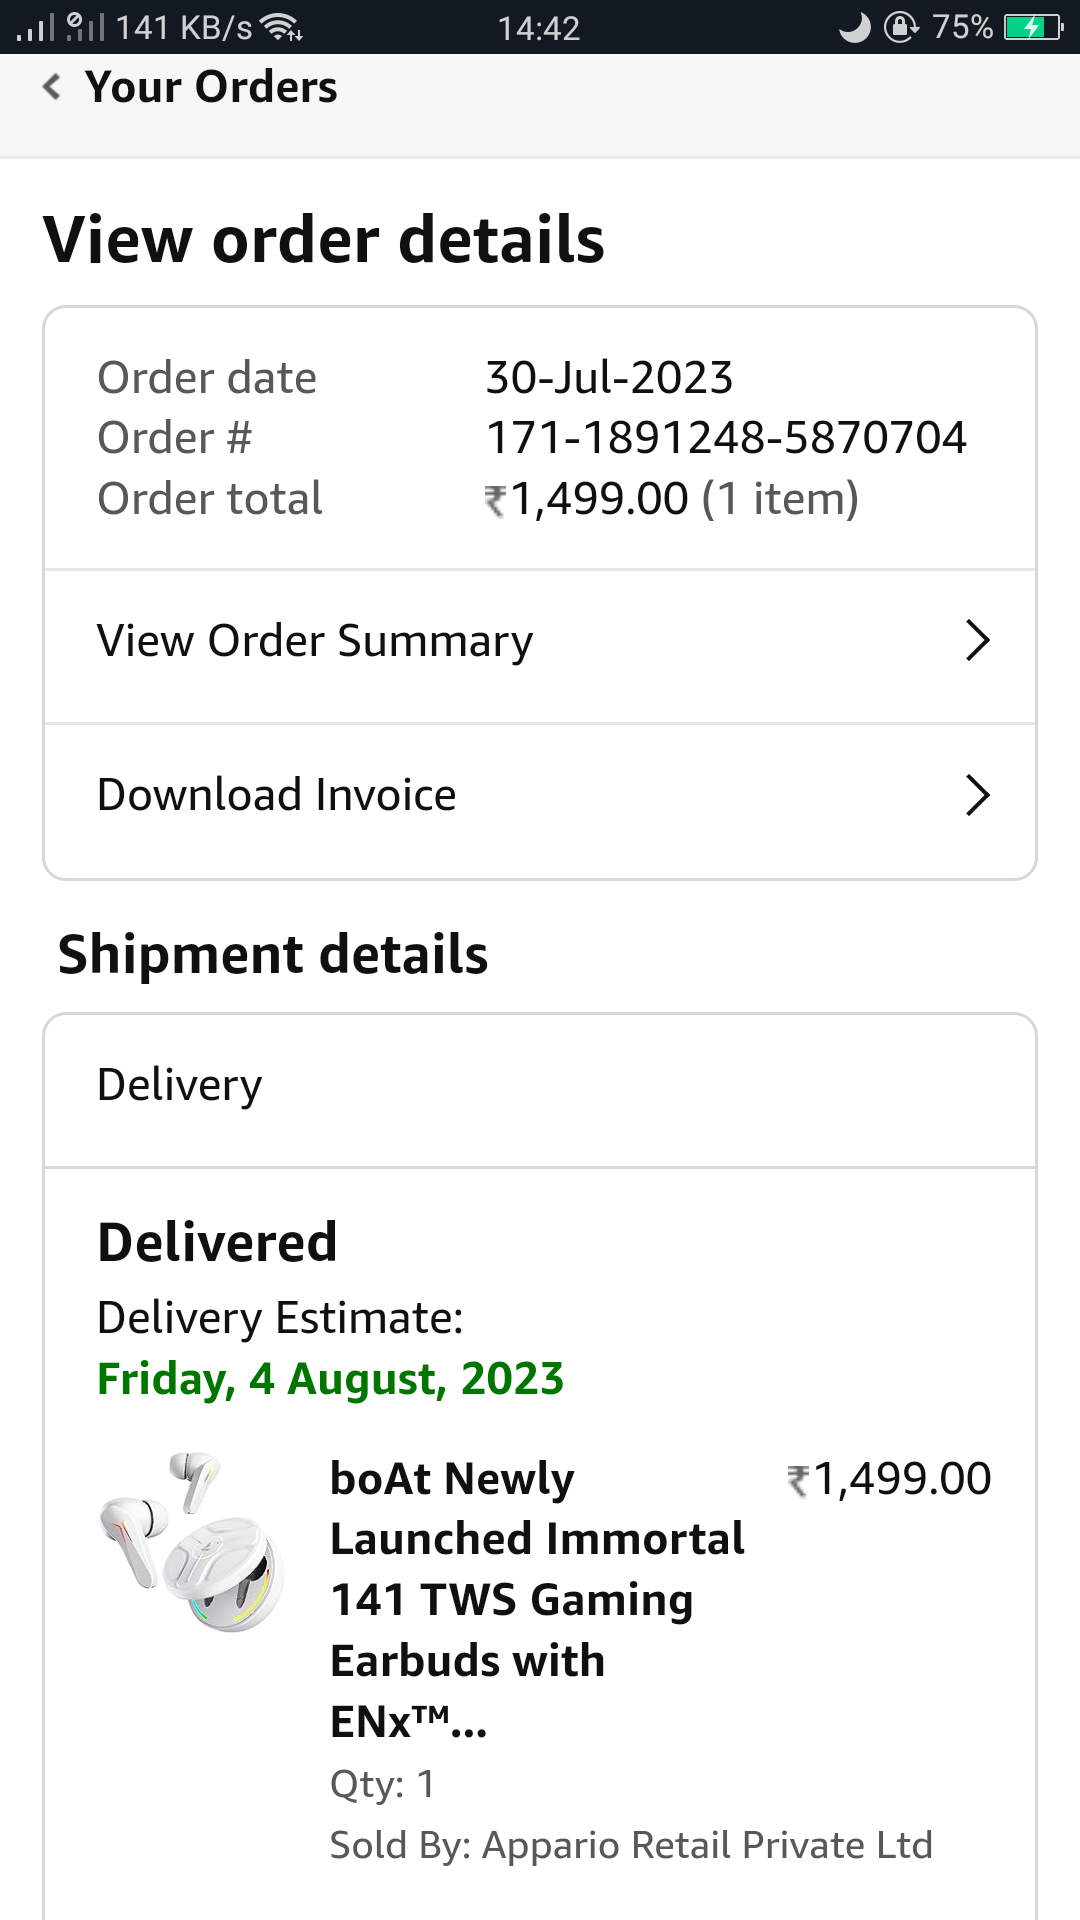 141 KB/s 14:42 75%
Your Orders
View order details
Order date 30-Jul-2023
Order # 171-1891248-5870704
Order total ₹1,499.00 (1 item)
View Order Summary
Download Invoice
Shipment details
Delivery
Delivered
Delivery Estimate:
Friday, 4 August, 2023
boAt Newly ₹1,499.00
Launched Immortal
141 TWS Gaming
Earbuds with
ENx™...
Qty: 1
Sold By: Appario Retail Private Ltd